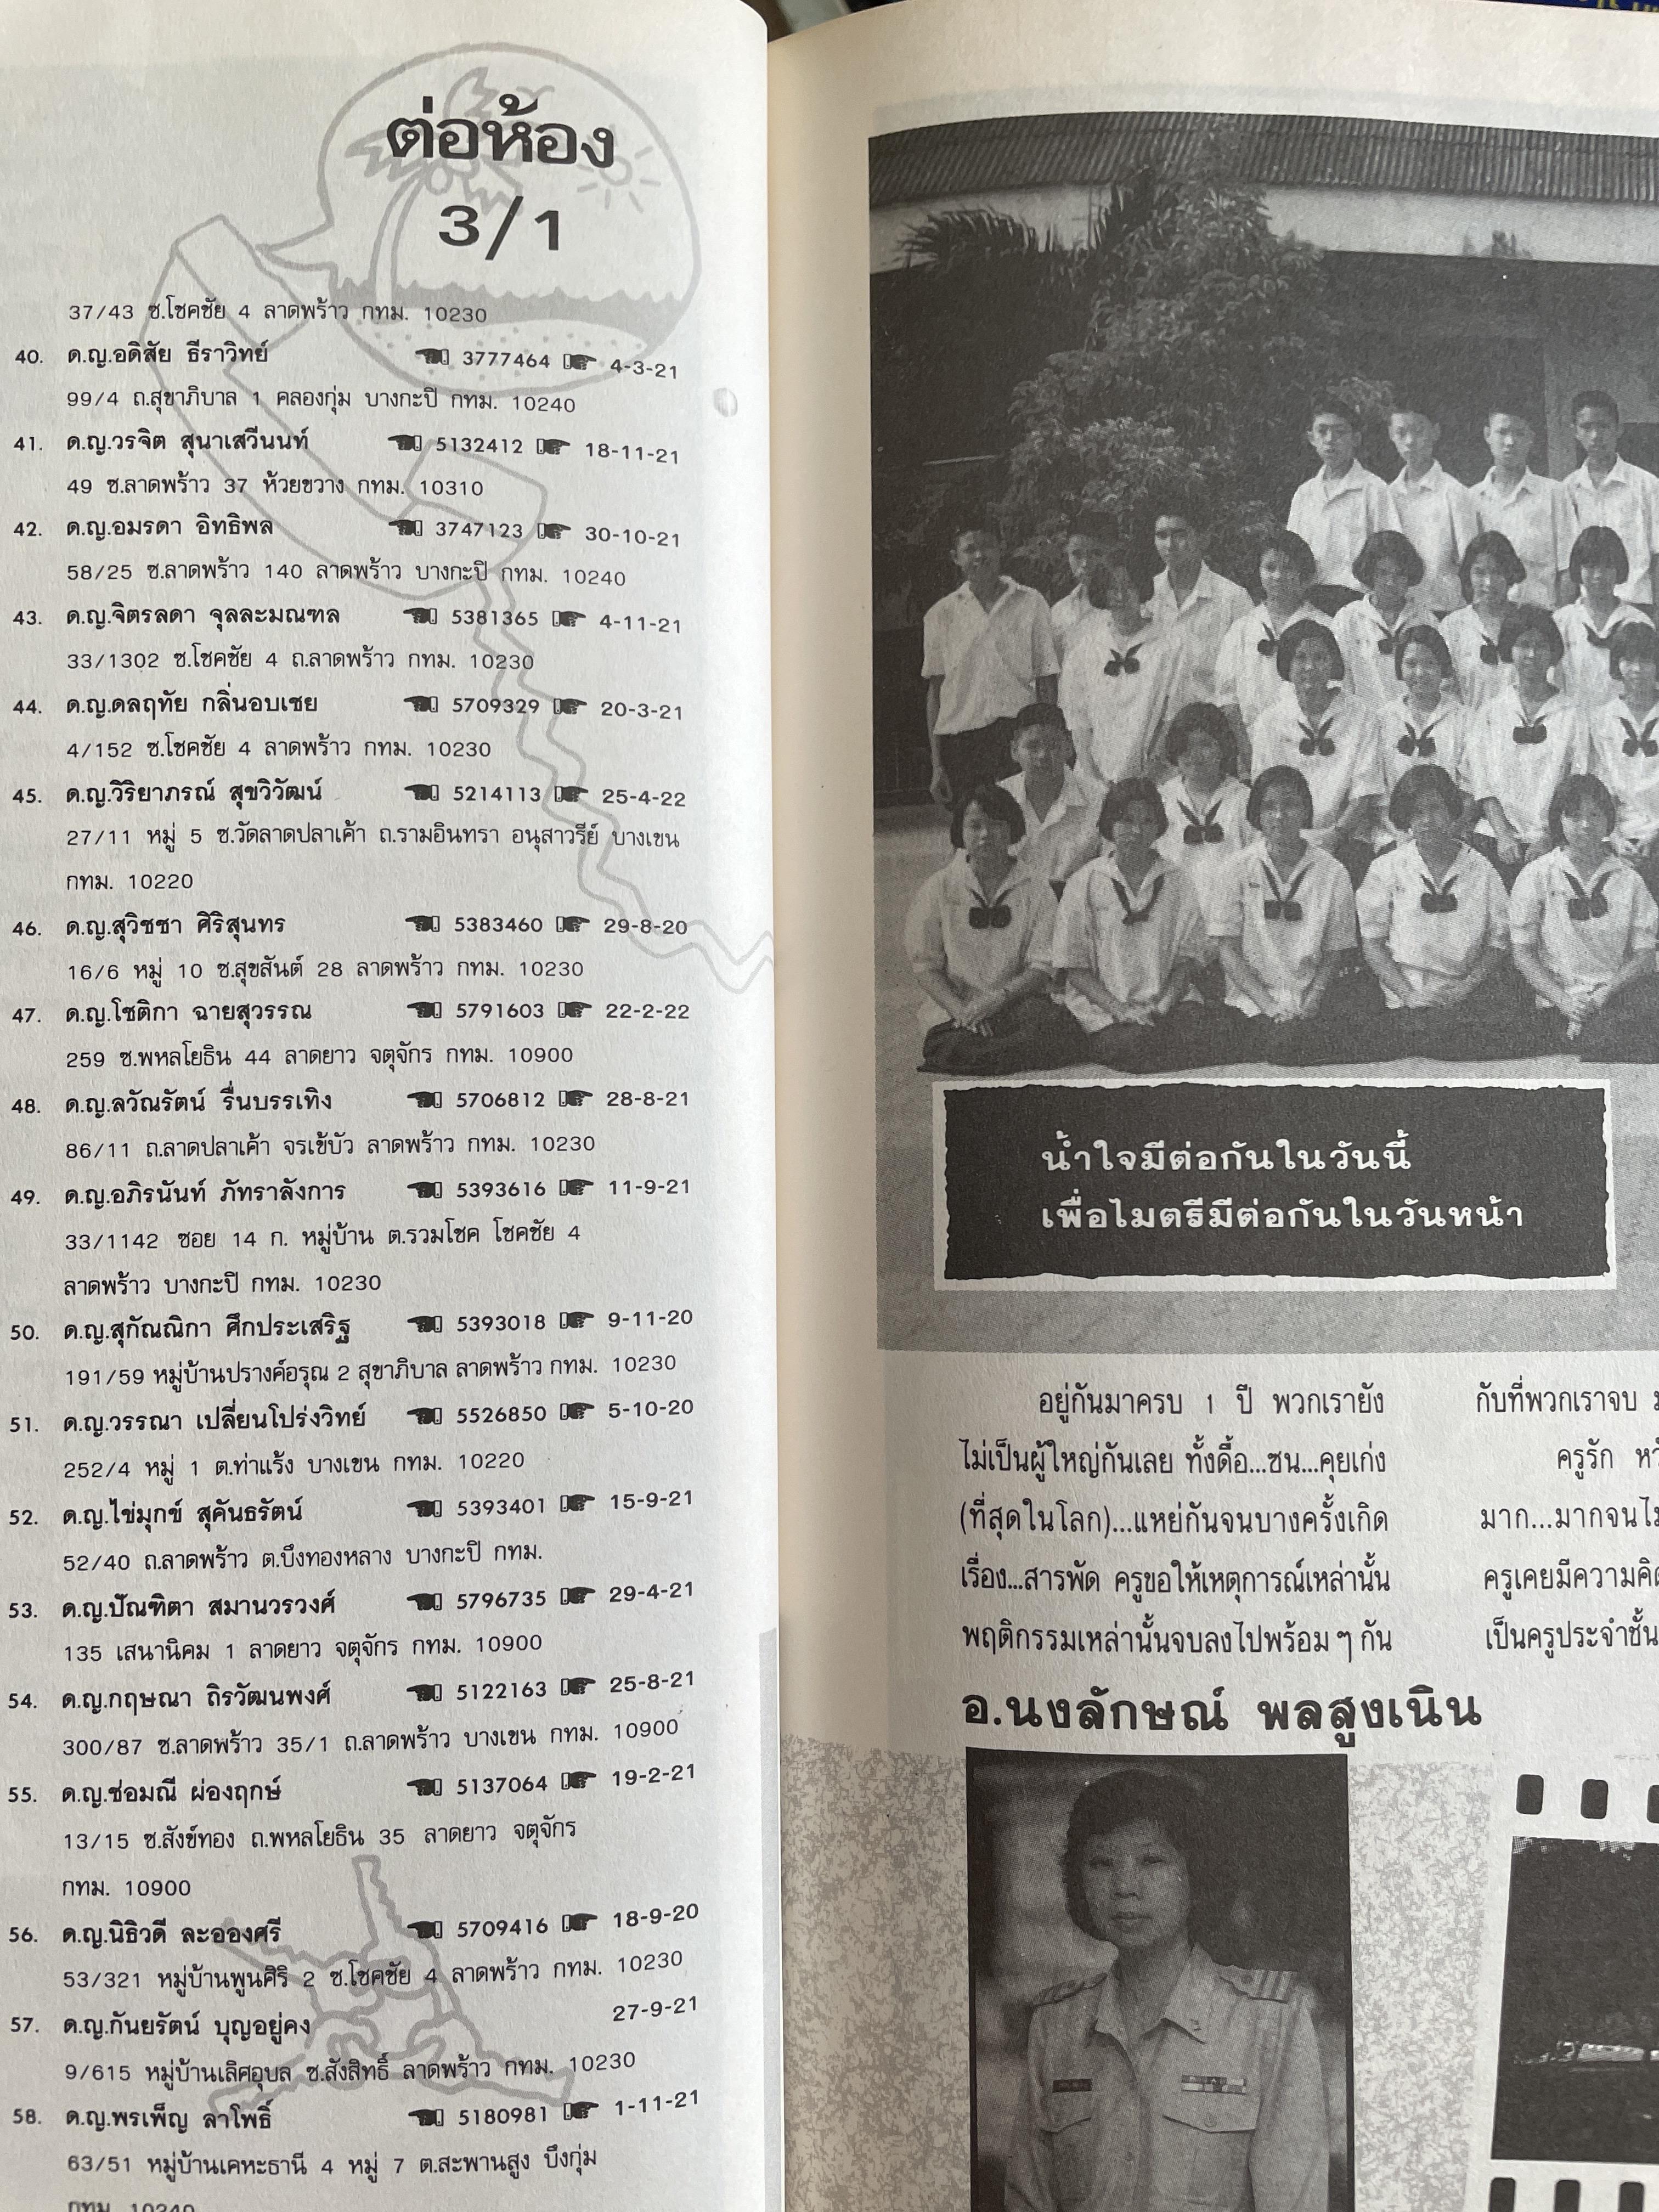 ต่อห้อง
3/1
37/43 ซ.โชคชัย 4 ลาดพร้าว กทม. 10230
40. ด.ญ.อดิสัย ธีราวิทย์ 3777464 4-3-21
99/4 ถ.สุขาภิบาล 1 คลองกุ่ม บางกะปิ กทม. 10240
41. ด.ญ.วรจิต สุนาเสวีนนท์ 5132412 18-11-21
49 ซ.ลาดพร้าว 37 ห้วยขวาง กทม. 10310
42. ด.ญ.อมรดา อิทธิพล 3747123 30-10-21
58/25 ซ.ลาดพร้าว 140 ลาดพร้าว บางกะปิ กทม. 10240
43. ด.ญ.จิตรลดา จุลละมณฑล 5381365 4-11-21
33/1302 ซ.โชคชัย 4 ถ.ลาดพร้าว กทม. 10230
44. ด.ญ.ดลฤทัย กลิ่นอบเชย 5709329 20-3-21
4/152 ซ.โชคชัย 4 ลาดพร้าว กทม. 10230
45. ด.ญ.วิริยาภรณ์ สุขวิวัฒน์ 5214113 25-4-22
27/11 หมู่ 5 ซ.วัดลาดปลาเค้า ถ.รามอินทรา อนุสาวรีย์ บางเขน
กทม. 10220
46. ด.ญ.สุวิชชา ศิริสุนทร 5383460 29-8-20
16/6 หมู่ 10 ซ.สุขสันต์ 28 ลาดพร้าว กทม. 10230
47. ด.ญ.โชติกา ฉายสุวรรณ 5791603 22-2-22
259 ซ.พหลโยธิน 44 ลาดยาว จตุจักร กทม. 10900
48. ด.ญ.ลวัณรัตน์ รื่นบรรเทิง 5706812 28-8-21
86/11 ถ.ลาดปลาเค้า จรเข้บัว ลาดพร้าว กทม. 10230
49. ด.ญ.อภิรนันท์ ภัทราลังการ 5393616 11-9-21
33/1142 ซอย 14 ก. หมู่บ้าน ต.รวมโชค โชคชัย 4
ลาดพร้าว บางกะปิ กทม. 10230
50. ด.ญ.สุกัณณิกา ศึกประเสริฐ 5393018 9-11-20
191/59 หมู่บ้านปรางค์อรุณ 2 สุขาภิบาล ลาดพร้าว กทม. 10230
51. ด.ญ.วรรณา เปลี่ยนโปร่งวิทย์ 5526850 5-10-20
252/4 หมู่ 1 ต.ท่าแร้ง บางเขน กทม. 10220
52. ด.ญ.ไข่มุกข์ สุคันธรัตน์ 5393401 15-9-21
52/40 ถ.ลาดพร้าว ต.บึงทองหลาง บางกะปิ กทม.
53. ด.ญ.ปัณฑิตา สมานวรวงศ์ 5796735 29-4-21
135 เสนานิคม 1 ลาดยาว จตุจักร กทม. 10900
54. ด.ญ.กฤษณา ถิรวัฒนพงศ์ 5122163 25-8-21
300/87 ซ.ลาดพร้าว 35/1 ถ.ลาดพร้าว บางเขน กทม. 10900
55. ด.ญ.ช่อมณี ผ่องฤกษ์ 5137064 19-2-21
13/15 ซ.สังข์ทอง ถ.พหลโยธิน 35 ลาดยาว จตุจักร
กทม. 10900
56. ด.ญ.นิธิวดี ละอองศรี 5709416 18-9-20
53/321 หมู่บ้านพูนศิริ 2 ซ.โชคชัย 4 ลาดพร้าว กทม. 10230
57. ด.ญ.กันยรัตน์ บุญอยู่คง 27-9-21
9/615 หมู่บ้านเลิศอุบล ซ.สังสิทธิ์ ลาดพร้าว กทม. 10230
58. ด.ญ.พรเพ็ญ ลาโพธิ์ 5180981 1-11-21
63/51 หมู่บ้านเคหะธานี 4 หมู่ 7 ต.สะพานสูง บึงกุ่ม
กทม. 10240
น้ำใจมีต่อกันในวันนี้
เพื่อไมตรีมีต่อกันในวันหน้า
อยู่กันมาครบ 1 ปี พวกเรายัง
ไม่เป็นผู้ใหญ่กันเลย ทั้งดื้อ...ซน...คุยเก่ง
(ที่สุดในโลก)...แหย่กันจนบางครั้งเกิด
เรื่อง...สารพัด ครูขอให้เหตุการณ์เหล่านั้น
พฤติกรรมเหล่านั้นจบลงไปพร้อม ๆ กัน
กับที่พวกเราจบ
ครูรัก
มาก...มากจน
ครูเคยมีความ
เป็นครูประจำชั้น
อ.นงลักษณ์ พลสูงเนิน